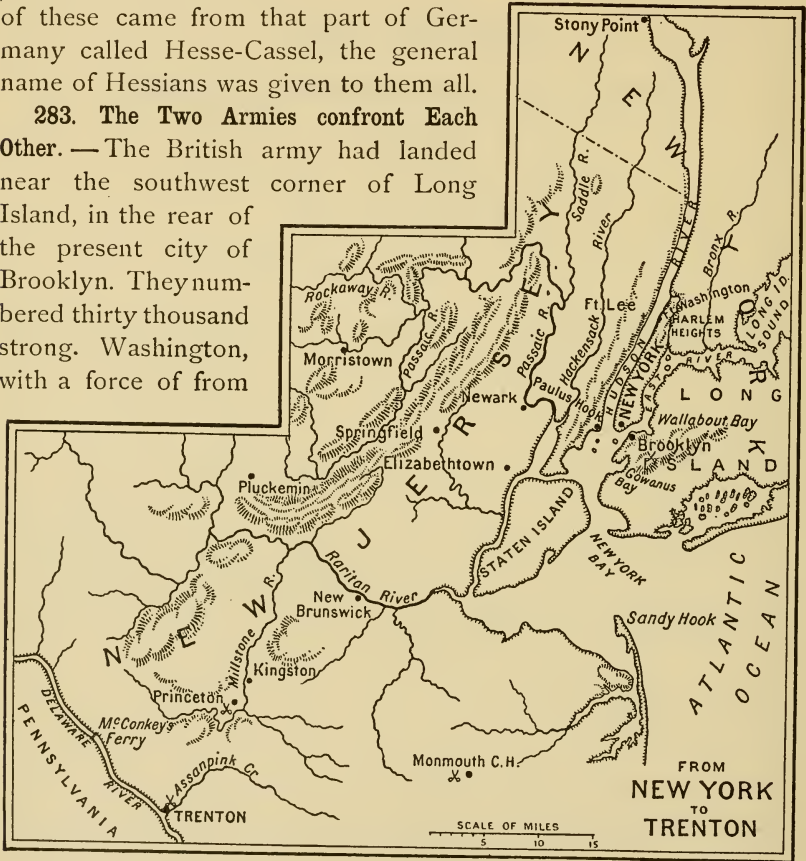 of these came from that part of Ger-
many called Hesse-Cassel, the general
name of Hessians was given to them all.
283. The Two Armies confront Each
Other. — The British army had landed
near the southwest corner of Long
Island, in the rear of
the present city of
Brooklyn. They num-
bered thirty thousand
strong. Washington,
with a force of from
Stony Point
NEW YORK
Saddle R.
River
HUDSON RIVER
Bronx R.
Ft. Washington
HARLEM
HEIGHTS
LONG ID.
SOUND
Ft. Lee
Hackensack
Passaic R.
Rockaway R.
Passaic R.
Morristown
NEW JERSEY
Newark
Paulus Hook
NEW YORK
EAST RIVER
LONG
ISLAND
Wallabout Bay
Brooklyn
Gowanus
Bay
Springfield
Elizabethtown
Pluckemin
STATEN ISLAND
NEW YORK
BAY
Raritan River
New
Brunswick
Millstone R.
Kingston
Princeton
Sandy Hook
ATLANTIC
OCEAN
DELAWARE
RIVER
McConkey's
Ferry
PENNSYLVANIA
Assanpink Cr.
TRENTON
Monmouth C.H.
SCALE OF MILES
5 10 15
FROM
NEW YORK
TO
TRENTON